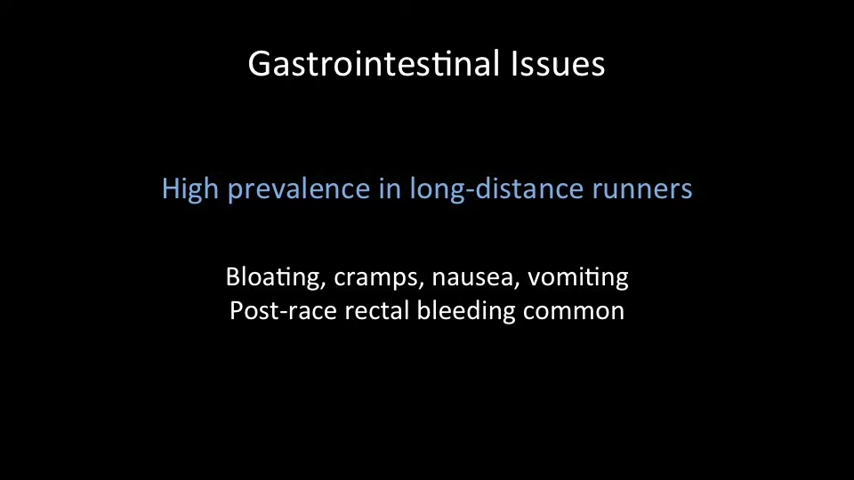 Gastrointestinal Issues
High prevalence in long-distance runners
Bloating, cramps, nausea, vomiting
Post-race rectal bleeding common